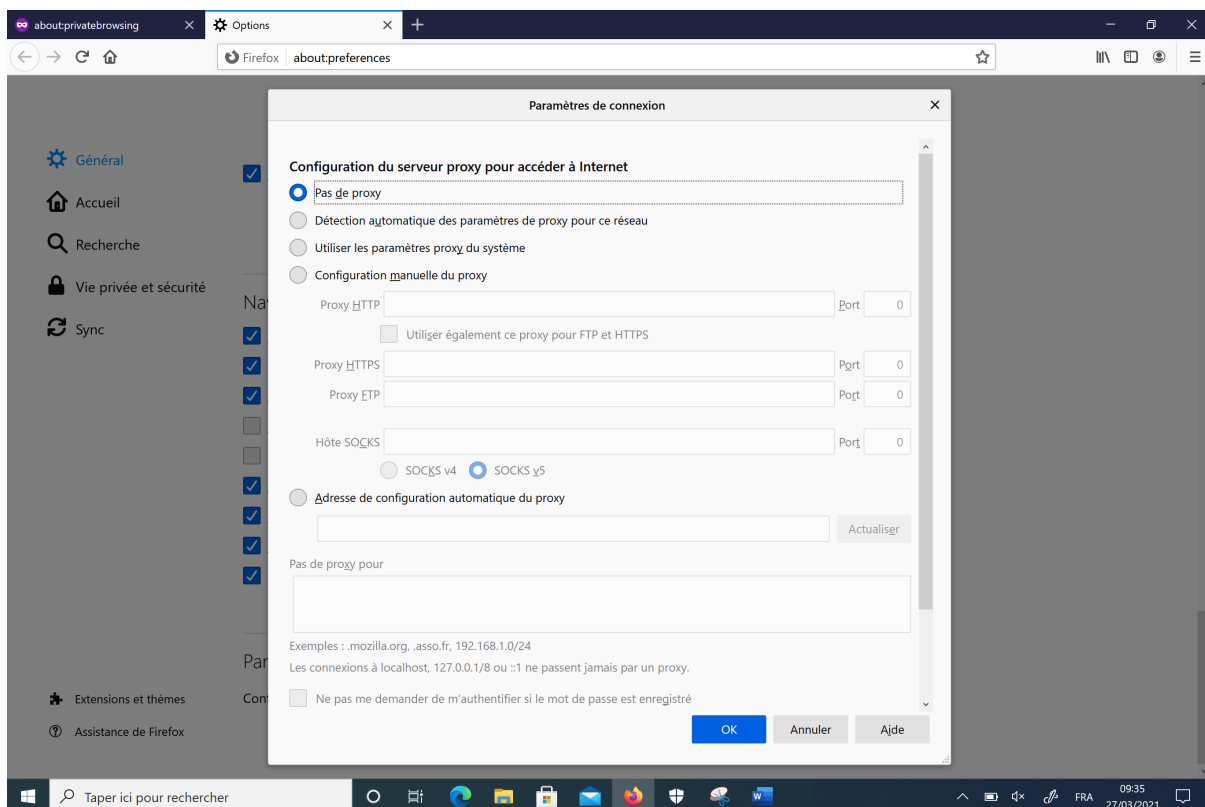 about:privatebrowsing
Options
Firefox about:preferences
Paramètres de connexion
Général
Accueil
Recherche
Vie privée et sécurité
Sync
Na
Par
Con
Extensions et thèmes
Assistance de Firefox
Configuration du serveur proxy pour accéder à Internet
Pas de proxy
Détection automatique des paramètres de proxy pour ce réseau
Utiliser les paramètres proxy du système
Configuration manuelle du proxy
Proxy HTTP Port 0
Utiliser également ce proxy pour FTP et HTTPS
Proxy HTTPS Port 0
Proxy FTP Port 0
Hôte SOCKS Port 0
SOCKS v4 SOCKS v5
Adresse de configuration automatique du proxy
Actualiser
Pas de proxy pour
Exemples : .mozilla.org, .asso.fr, 192.168.1.0/24
Les connexions à localhost, 127.0.0.1/8 ou ::1 ne passent jamais par un proxy.
Ne pas me demander de m'authentifier si le mot de passe est enregistré
OK Annuler Aide
Taper ici pour rechercher
FRA
09:35
27/03/2021